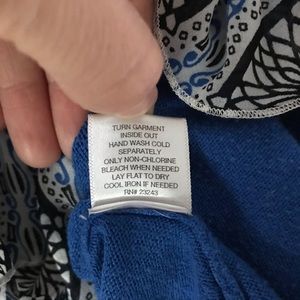 TURN GARMENT
INSIDE OUT
HAND WASH COLD
SEPARATELY
ONLY NON-CHLORINE
BLEACH WHEN NEEDED
LAY FLAT TO DRY
COOL IRON IF NEEDED
RN# 23243